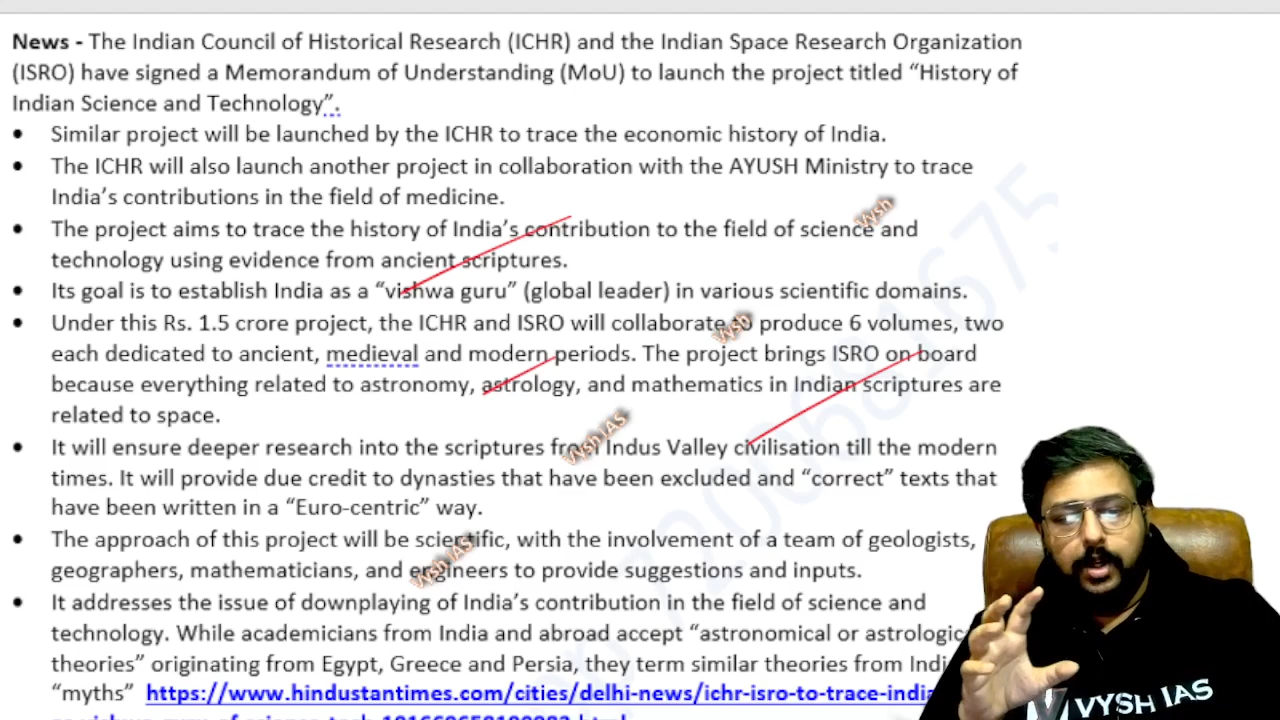 News - The Indian Council of Historical Research (ICHR) and the Indian Space Research Organization
(ISRO) have signed a Memorandum of Understanding (MoU) to launch the project titled “History of
Indian Science and Technology”.
• Similar project will be launched by the ICHR to trace the economic history of India.
• The ICHR will also launch another project in collaboration with the AYUSH Ministry to trace
India’s contributions in the field of medicine.
• The project aims to trace the history of India’s contribution to the field of science and
technology using evidence from ancient scriptures.
• Its goal is to establish India as a “vishwa guru” (global leader) in various scientific domains.
• Under this Rs. 1.5 crore project, the ICHR and ISRO will collaborate to produce 6 volumes, two
each dedicated to ancient, medieval and modern periods. The project brings ISRO on board
because everything related to astronomy, astrology, and mathematics in Indian scriptures are
related to space.
• It will ensure deeper research into the scriptures from Indus Valley civilisation till the modern
times. It will provide due credit to dynasties that have been excluded and “correct” texts that
have been written in a “Euro-centric” way.
• The approach of this project will be scientific, with the involvement of a team of geologists,
geographers, mathematicians, and engineers to provide suggestions and inputs.
• It addresses the issue of downplaying of India’s contribution in the field of science and
technology. While academicians from India and abroad accept “astronomical or
theories” originating from Egypt, Greece and Persia, they term similar theories from
“myths” https://www.hindustantimes.com/cities/delhi-news/ichr-isro-to-trace-india
Vysh
Vysh
Vysh IAS
Vysh IAS
VYSH IAS